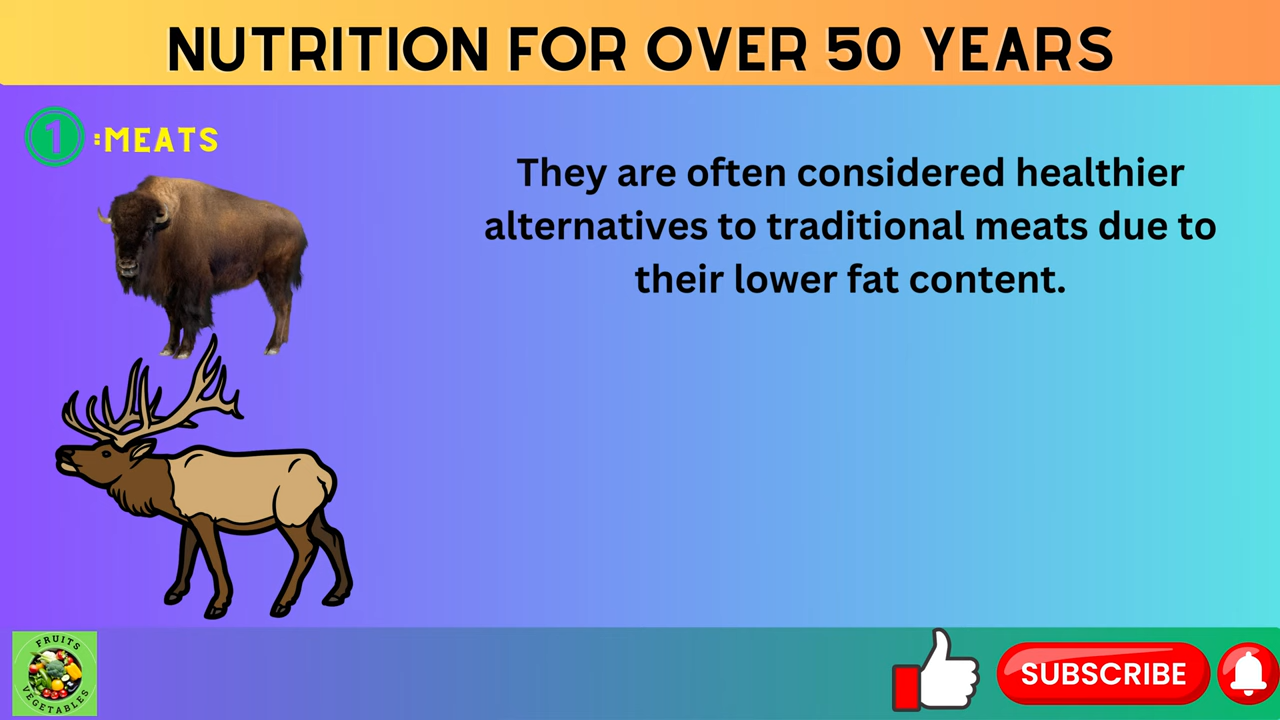 NUTRITION FOR OVER 50 YEARS
1 :MEATS
They are often considered healthier
alternatives to traditional meats due to
their lower fat content.
FRUITS
VEGETABLES
SUBSCRIBE